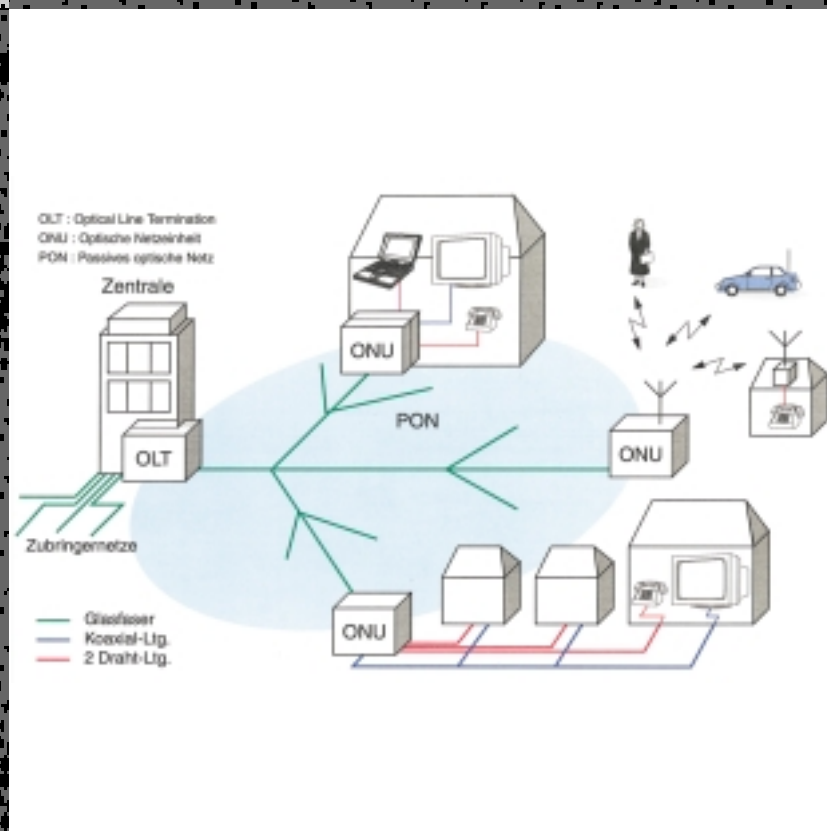 OLT : Optical Line Termination
ONU : Optische Netzeinheit
PON : Passives optische Netz
Zentrale
ONU
PON
OLT
ONU
Zubringernetze
Glasfaser
Koaxial-Ltg.
2 Draht-Ltg.
ONU